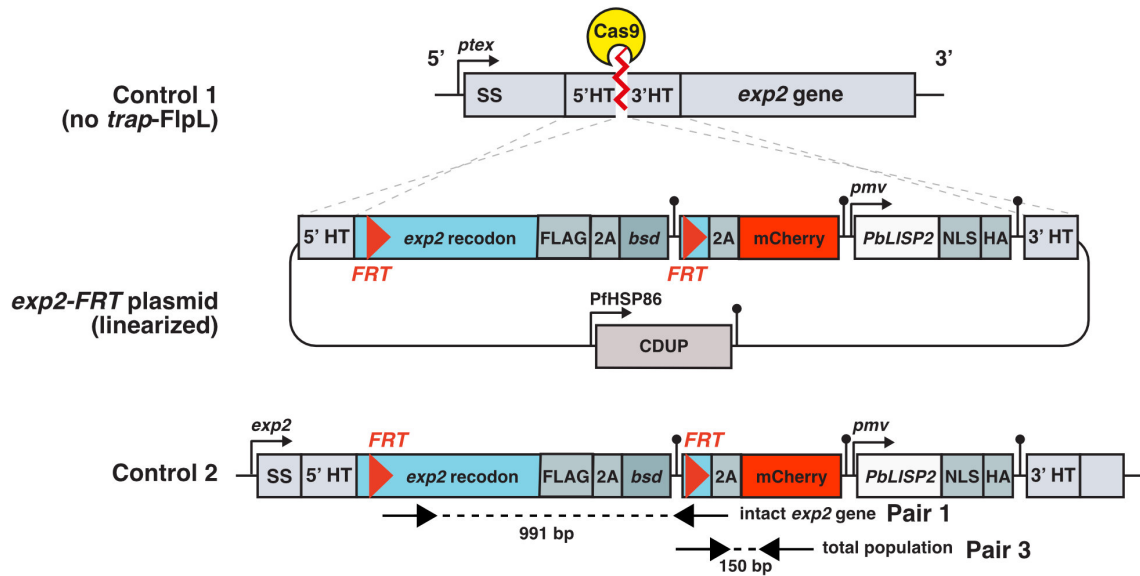 Cas9
5’ ptex 3’
Control 1
(no trap-FlpL)
SS 5’HT 3’HT exp2 gene
pmv
5’ HT exp2 recodon FLAG 2A bsd 2A mCherry PbLISP2 NLS HA 3’ HT
FRT FRT
exp2-FRT plasmid
(linearized)
PfHSP86
CDUP
exp2 FRT FRT pmv
Control 2
SS 5’ HT exp2 recodon FLAG 2A bsd 2A mCherry PbLISP2 NLS HA 3’ HT
991 bp intact exp2 gene Pair 1
150 bp total population Pair 3